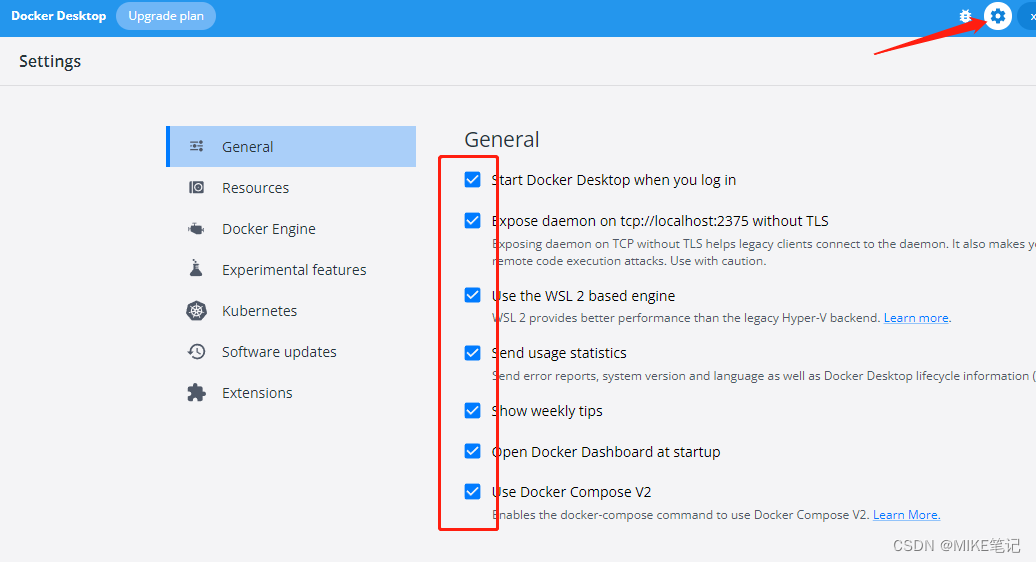 Docker Desktop
Upgrade plan
Settings
General
Resources
Docker Engine
Experimental features
Kubernetes
Software updates
Extensions
General
Start Docker Desktop when you log in
Expose daemon on tcp://localhost:2375 without TLS
Exposing daemon on TCP without TLS helps legacy clients connect to the daemon. It also makes
remote code execution attacks. Use with caution.
Use the WSL 2 based engine
WSL 2 provides better performance than the legacy Hyper-V backend. Learn more.
Send usage statistics
Send error reports, system version and language as well as Docker Desktop lifecycle information (
Show weekly tips
Open Docker Dashboard at startup
Use Docker Compose V2
Enables the docker-compose command to use Docker Compose V2. Learn More.
CSDN @MIKE笔记